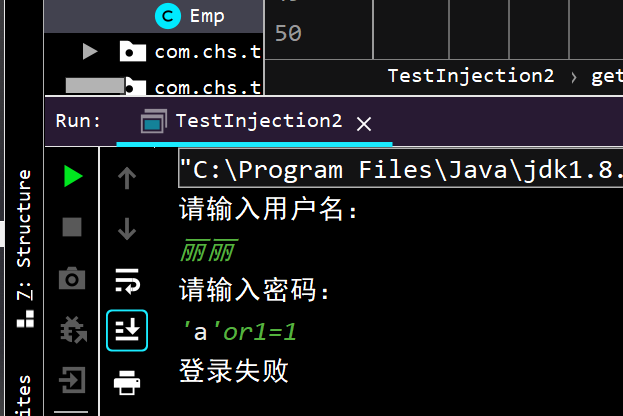 Emp
com.chs.t
com.chs.t
50
TestInjection2 › get
Run: TestInjection2
Z: Structure
ites
"C:\Program Files\Java\jdk1.8.
请输入用户名：
丽丽
请输入密码：
'a'or1=1
登录失败